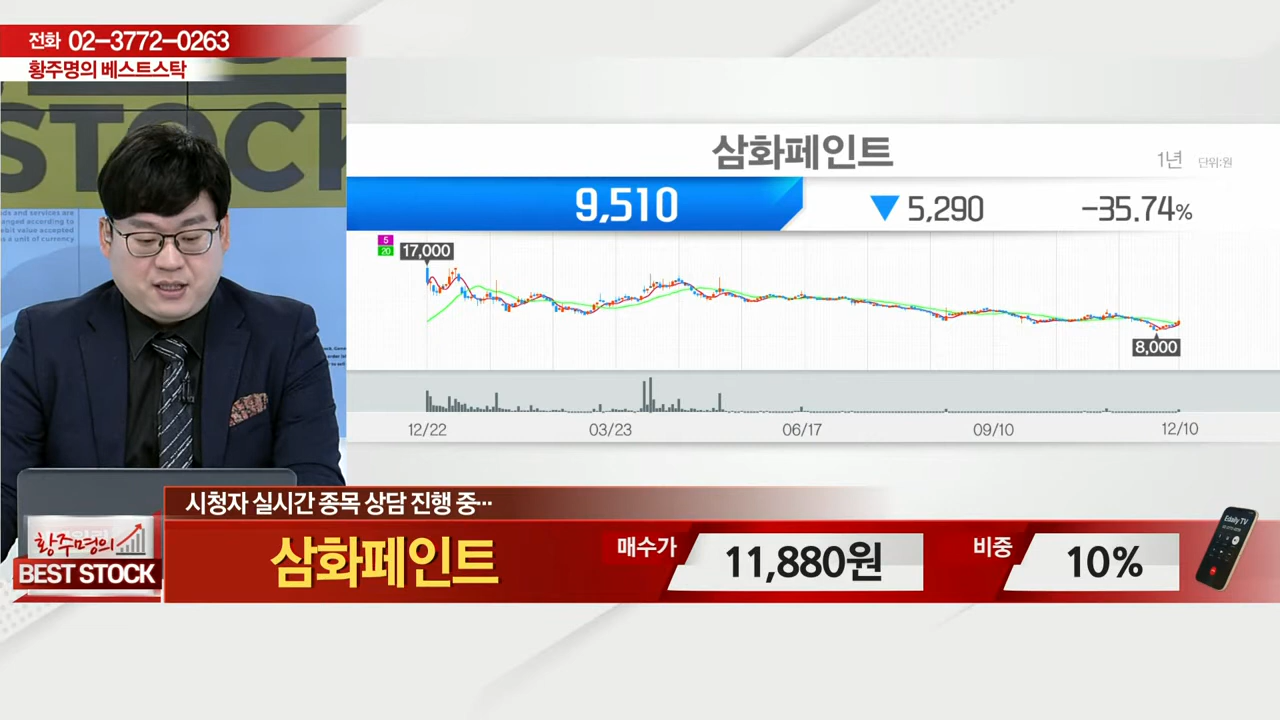 전화 02-3772-0263
황주명의 베스트스탁
STOCK
삼화페인트
1년 단위:원
9,510 ▼ 5,290 -35.74%
5
20
17,000
8,000
12/22 03/23 06/17 09/10 12/10
시청자 실시간 종목 상담 진행 중…
황주명의
BEST STOCK
삼화페인트 매수가 11,880원 비중 10%
Edaily TV